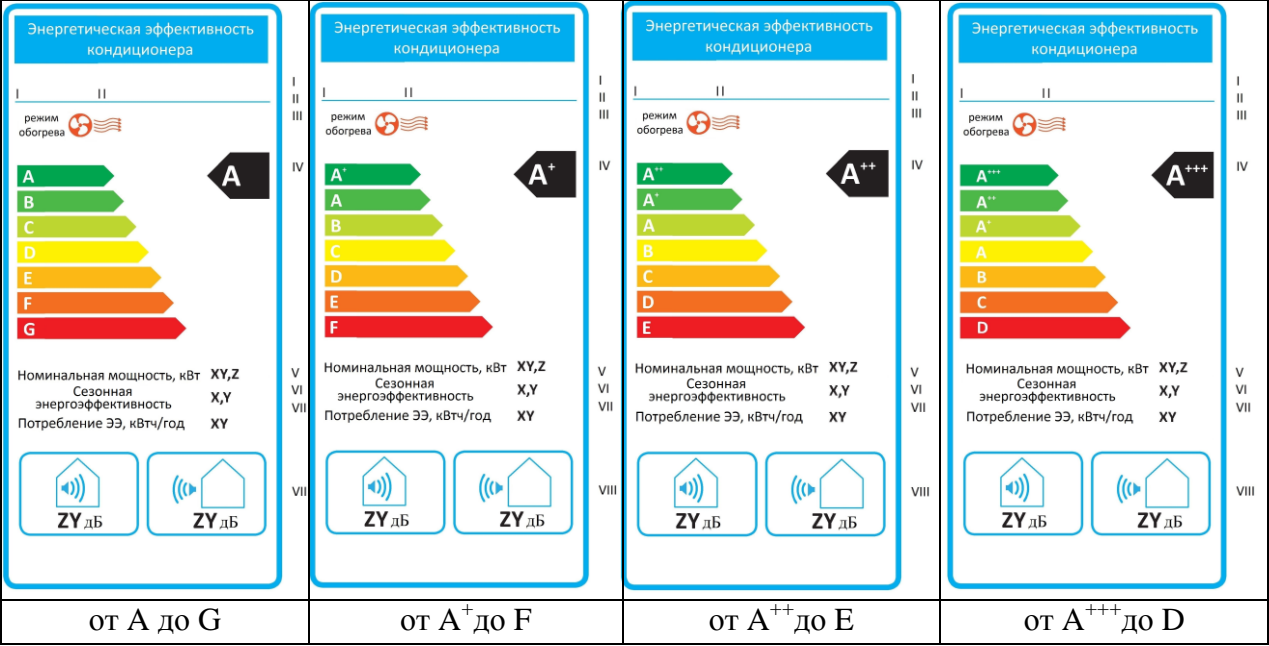 Энергетическая эффективность
кондиционера
I II
режим
обогрева
A
B
C
D
E
F
G
A
Номинальная мощность, кВт XY,Z
Сезонная
энергоэффективность X,Y
Потребление ЭЭ, кВтч/год XY
ZY дБ
ZY дБ
I
II
III
IV
V
VI
VII
VII
от A до G
Энергетическая эффективность
кондиционера
I II
режим
обогрева
A+
A
B
C
D
E
F
A+
Номинальная мощность, кВт XY,Z
Сезонная
энергоэффективность X,Y
Потребление ЭЭ, кВтч/год XY
ZY дБ
ZY дБ
I
II
III
IV
V
VI
VII
VIII
от A+до F
Энергетическая эффективность
кондиционера
I II
режим
обогрева
A++
A+
A
B
C
D
E
A++
Номинальная мощность, кВт XY,Z
Сезонная
энергоэффективность X,Y
Потребление ЭЭ, кВтч/год XY
ZY дБ
ZY дБ
I
II
III
IV
V
VI
VII
VIII
от A++до E
Энергетическая эффективность
кондиционера
I II
режим
обогрева
A+++
A++
A+
A
B
C
D
A+++
Номинальная мощность, кВт XY,Z
Сезонная
энергоэффективность X,Y
Потребление ЭЭ, кВтч/год XY
ZY дБ
ZY дБ
I
II
III
IV
V
VI
VII
VIII
от A+++до D